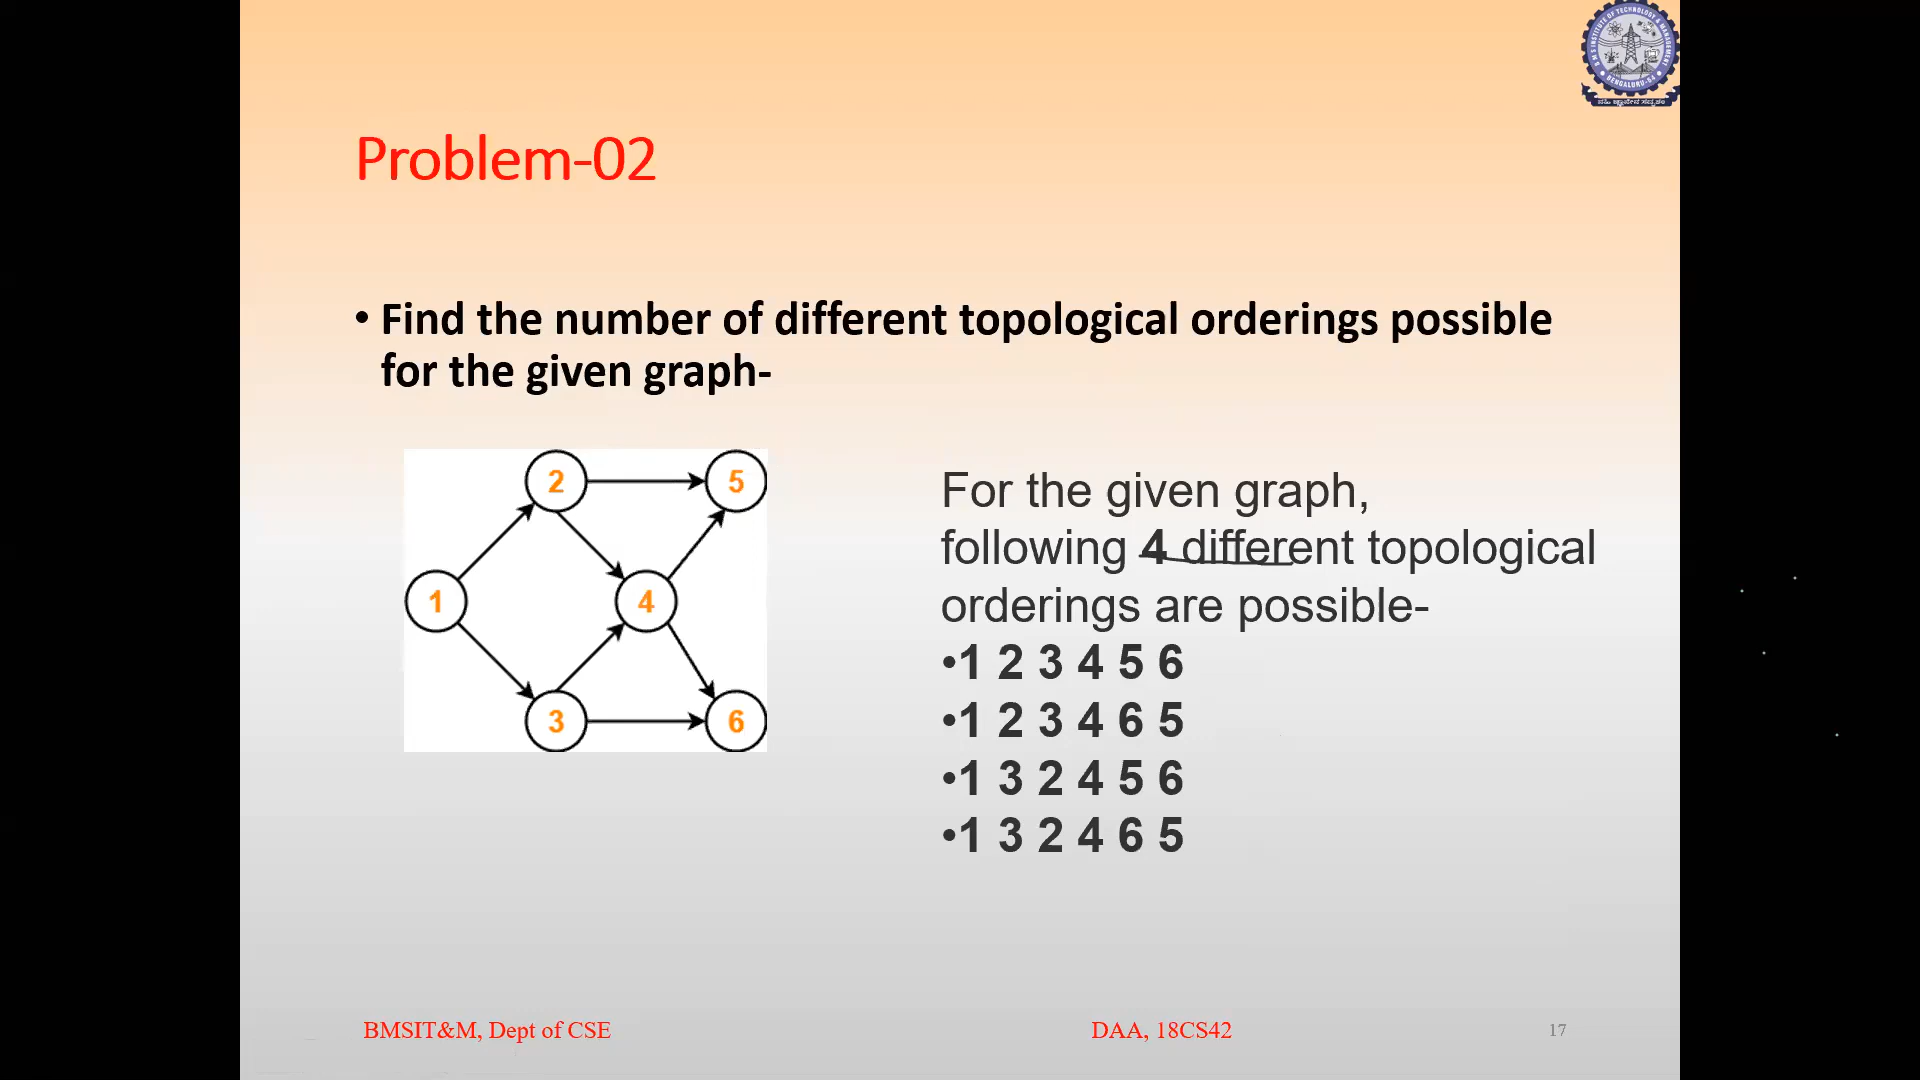 Problem-02
• Find the number of different topological orderings possible
for the given graph-
2
5
1
4
3
6
For the given graph,
following 4 different topological
orderings are possible-
•1 2 3 4 5 6
•1 2 3 4 6 5
•1 3 2 4 5 6
•1 3 2 4 6 5
BMSIT&M, Dept of CSE
DAA, 18CS42
17